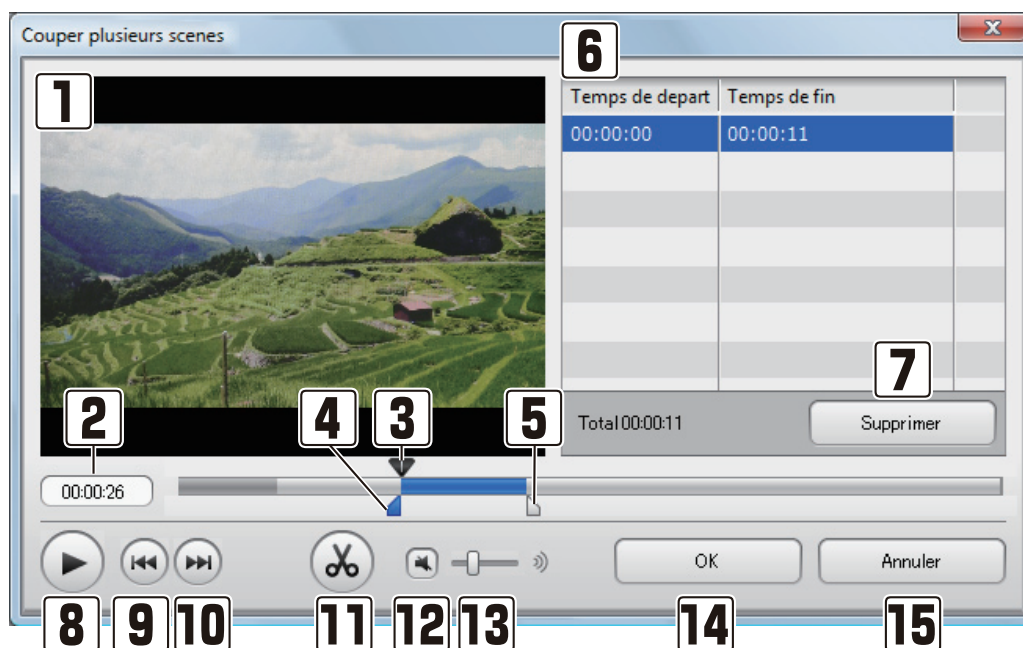 Couper plusieurs scenes
1
6
Temps de depart Temps de fin
00:00:00 00:00:11
7
2
4
3
5
Total 00:00:11
Supprimer
00:00:26
OK
Annuler
8
9
10
11
12
13
14
15